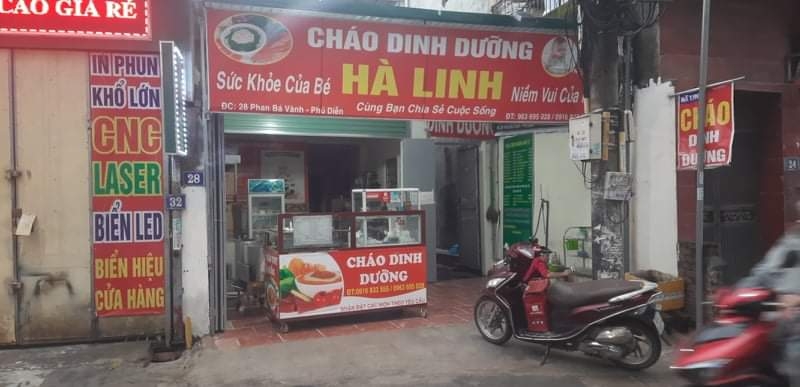 CAO GIÁ RẺ
IN PHUN
KHỔ LỚN
CNC
LASER
BIỂN LED
BIỂN HIỆU
CỬA HÀNG
28
32
CHÁO DINH DƯỠNG
Sức Khỏe Của Bé
HÀ LINH
Niềm Vui Của
ĐC: 28 Phan Bá Vành - Phú Diễn
Cùng Bạn Chia Sẻ Cuộc Sống
DINH DƯỠNG
CHÁO DINH
DƯỠNG
CHÁO
DINH
DƯỠNG
24